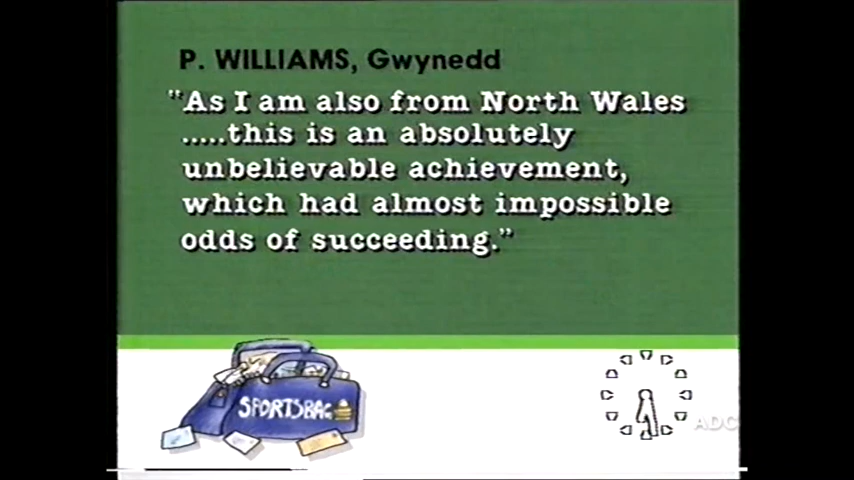 P. WILLIAMS, Gwynedd
"As I am also from North Wales
.....this is an absolutely
unbelievable achievement,
which had almost impossible
odds of succeeding."
SPORTSBAG
ADC